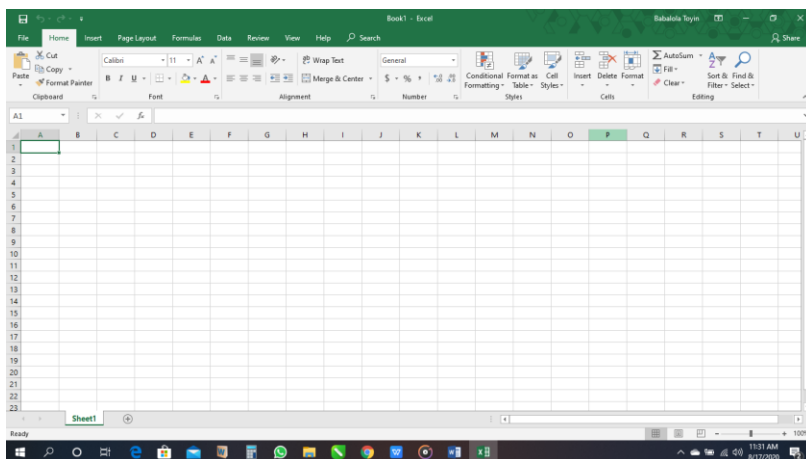 Book1 - Excel
Babalola Toyin
File Home Insert Page Layout Formulas Data Review View Help Search
Share
Paste
Cut
Copy
Format Painter
Clipboard
Calibri 11
B I U
Font
Wrap Text
Merge & Center
Alignment
General
$ - % ,
Number
Conditional Formatting
Format as Table
Cell Styles
Styles
Insert Delete Format
Cells
AutoSum
Fill
Clear
Sort & Filter
Find & Select
Editing
A1
fx
A B C D E F G H I J K L M N O P Q R S T U
1
2
3
4
5
6
7
8
9
10
11
12
13
14
15
16
17
18
19
20
21
22
23
Sheet1
Ready
100%
11:31 AM
8/17/2020